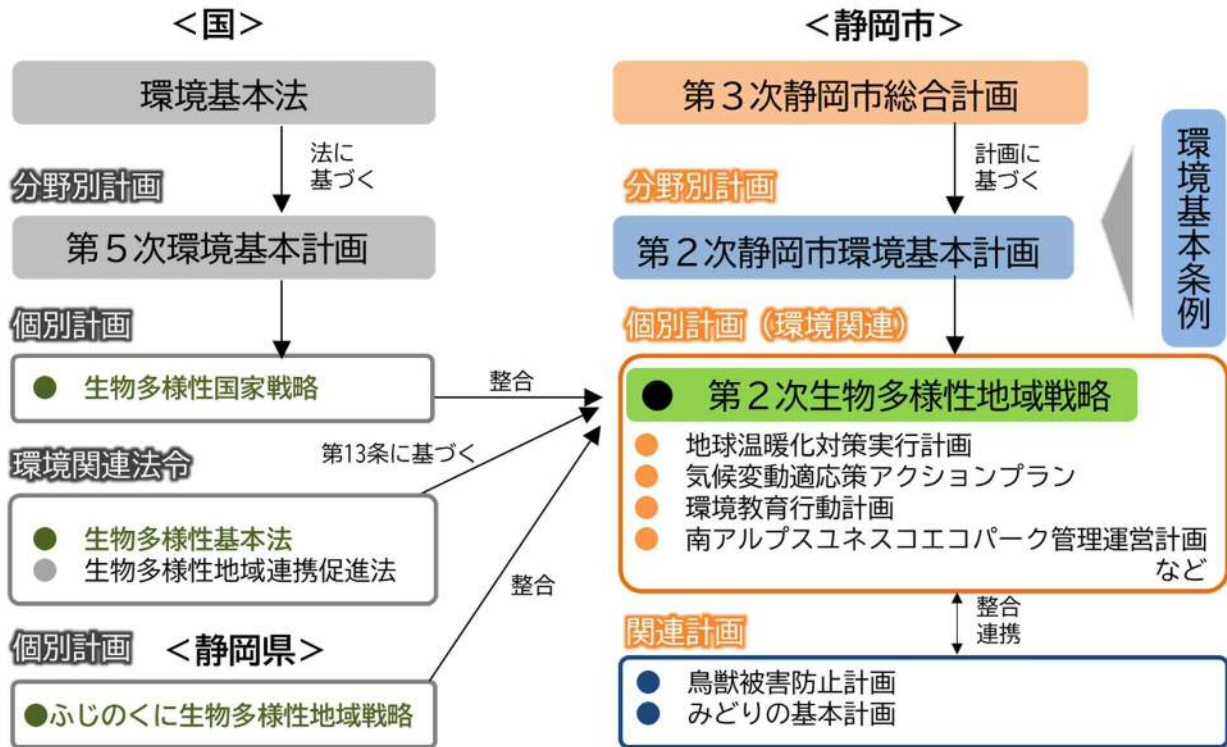 ＜国＞
環境基本法
法に
基づく
分野別計画
第５次環境基本計画
個別計画
● 生物多様性国家戦略
整合
環境関連法令
第13条に基づく
● 生物多様性基本法
● 生物多様性地域連携促進法
整合
個別計画 ＜静岡県＞
●ふじのくに生物多様性地域戦略
＜静岡市＞
第３次静岡市総合計画
計画に
基づく
分野別計画
第２次静岡市環境基本計画
環境基本条例
個別計画（環境関連）
● 第２次生物多様性地域戦略
● 地球温暖化対策実行計画
● 気候変動適応策アクションプラン
● 環境教育行動計画
● 南アルプスユネスコエコパーク管理運営計画
など
整合
連携
関連計画
● 鳥獣被害防止計画
● みどりの基本計画